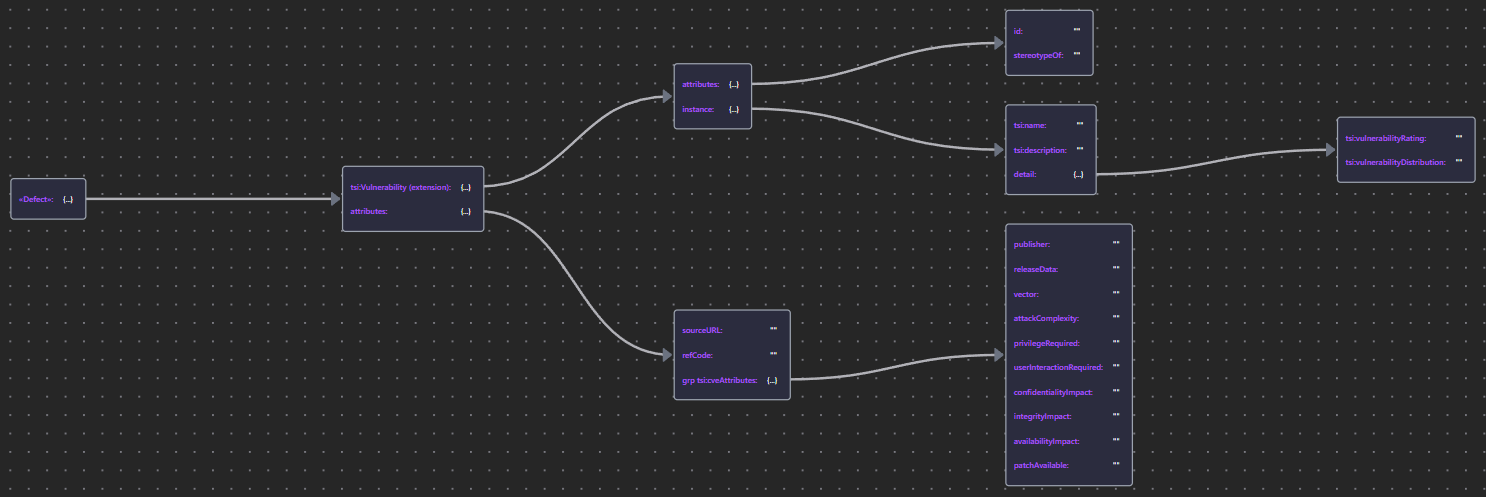 «Defect»: {...}
tsi:Vulnerability (extension): {...}
attributes: {...}
attributes: {...}
instance: {...}
sourceURL: ""
refCode: ""
grp tsi:cveAttributes: {...}
id: ""
stereotypeOf: ""
tsi:name: ""
tsi:description: ""
detail: {...}
publisher: ""
releaseData: ""
vector: ""
attackComplexity: ""
privilegeRequired: ""
userInteractionRequired: ""
confidentialityImpact: ""
integrityImpact: ""
availabilityImpact: ""
patchAvailable: ""
tsi:vulnerabilityRating: ""
tsi:vulnerabilityDistribution: ""